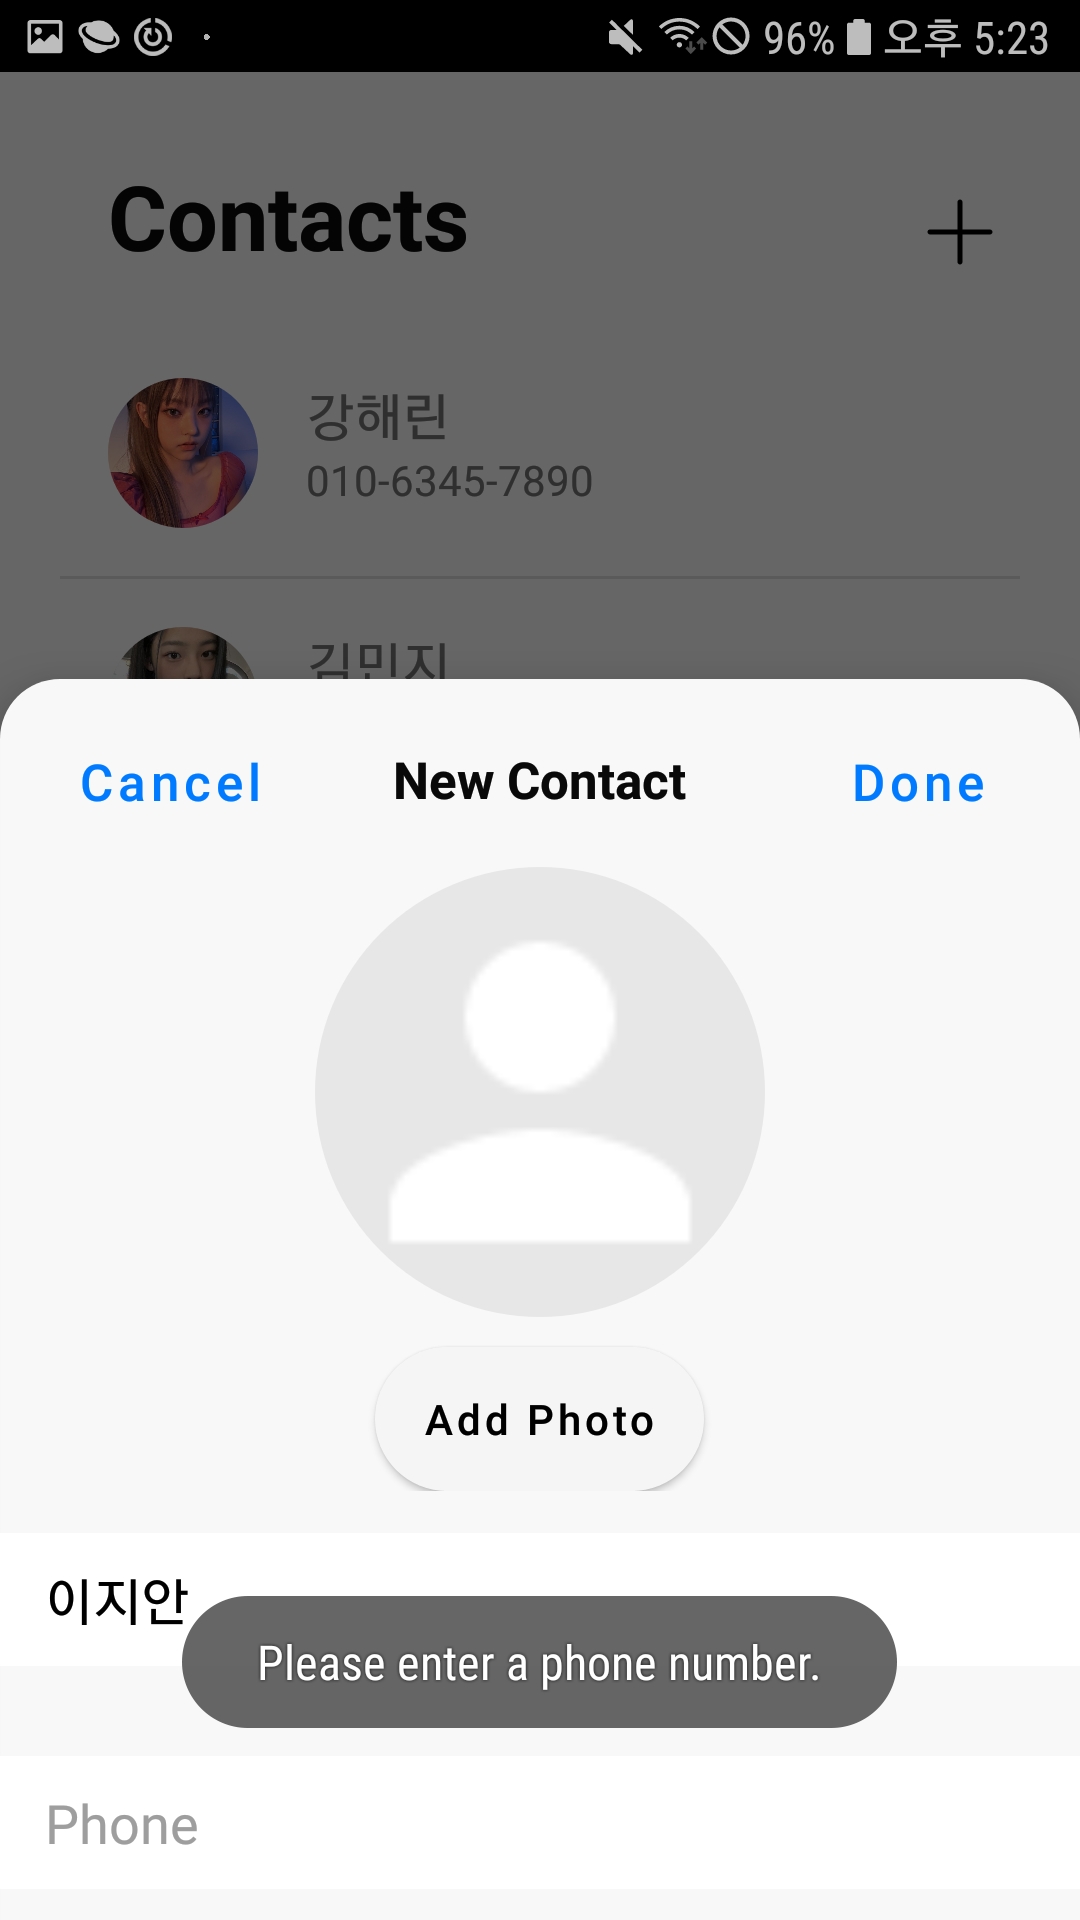 96% 오후 5:23
Contacts
강해린
010-6345-7890
김민지
Cancel New Contact Done
Add Photo
이지안
Please enter a phone number.
Phone